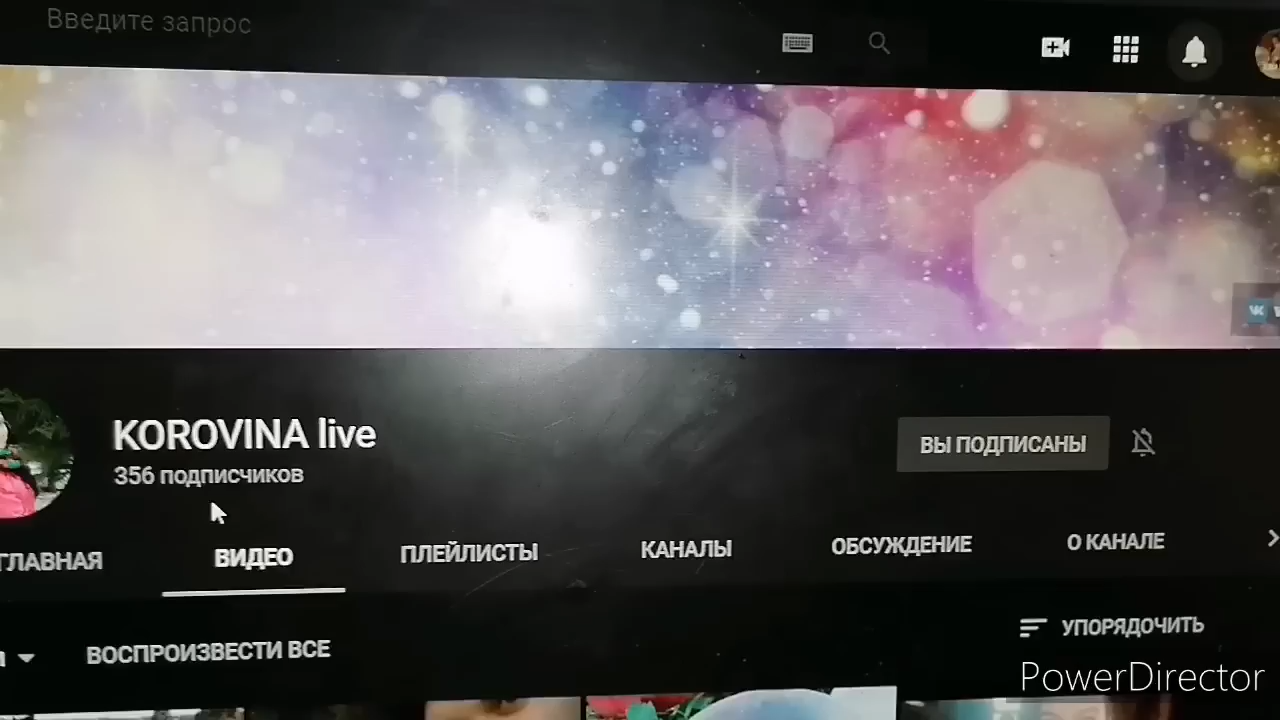 Введите запрос
KOROVINA live
356 подписчиков
ВЫ ПОДПИСАНЫ
ГЛАВНАЯ
ВИДЕО
ПЛЕЙЛИСТЫ
КАНАЛЫ
ОБСУЖДЕНИЕ
О КАНАЛЕ
ВОСПРОИЗВЕСТИ ВСЕ
УПОРЯДОЧИТЬ
PowerDirector